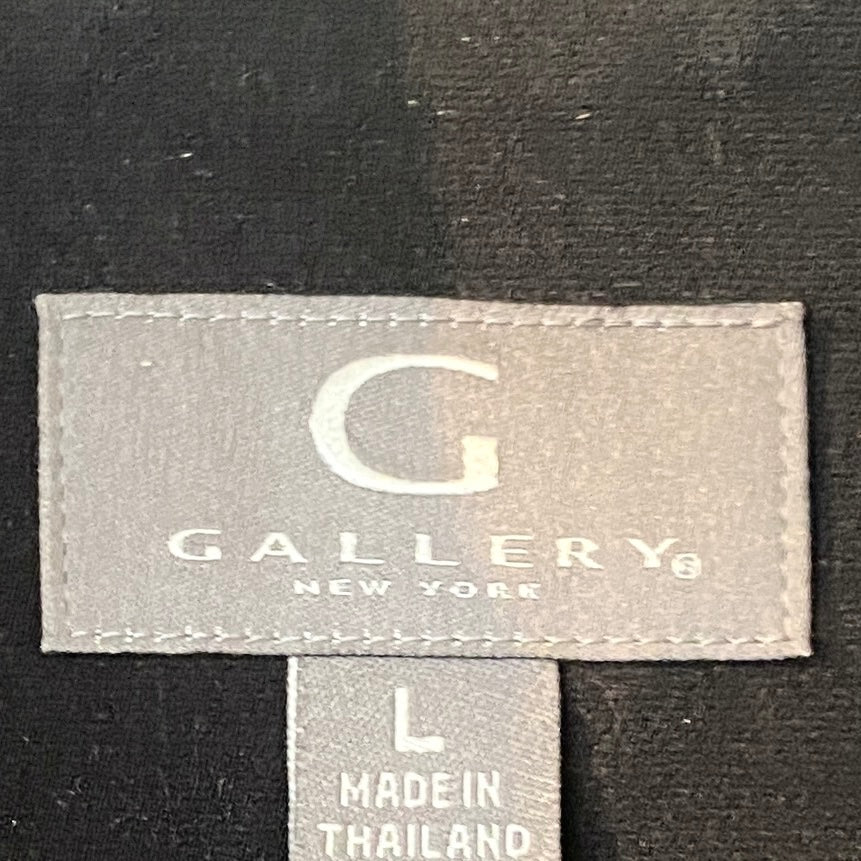 G
GALLERY®
NEW YORK
L
MADE IN
THAILAND